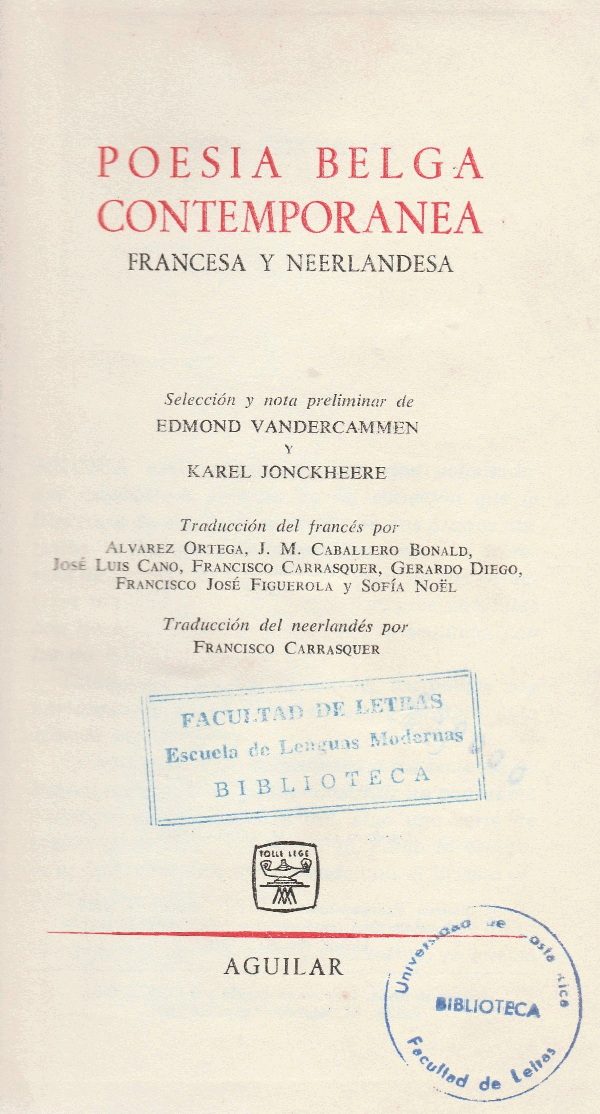 POESIA BELGA
CONTEMPORANEA
FRANCESA Y NEERLANDESA
Selección y nota preliminar de
EDMOND VANDERCAMMEN
Y
KAREL JONCKHEERE
Traducción del francés por
ALVAREZ ORTEGA, J. M. CABALLERO BONALD,
JOSÉ LUIS CANO, FRANCISCO CARRASQUER, GERARDO DIEGO,
FRANCISCO JOSÉ FIGUEROLA Y SOFÍA NOËL
Traducción del neerlandés por
FRANCISCO CARRASQUER
FACULTAD DE LETRAS
Escuela de Lenguas Modernas
BIBLIOTECA
TOLLE LEGE
AGUILAR
Universidad de Costa Rica
BIBLIOTECA
Facultad de Letras